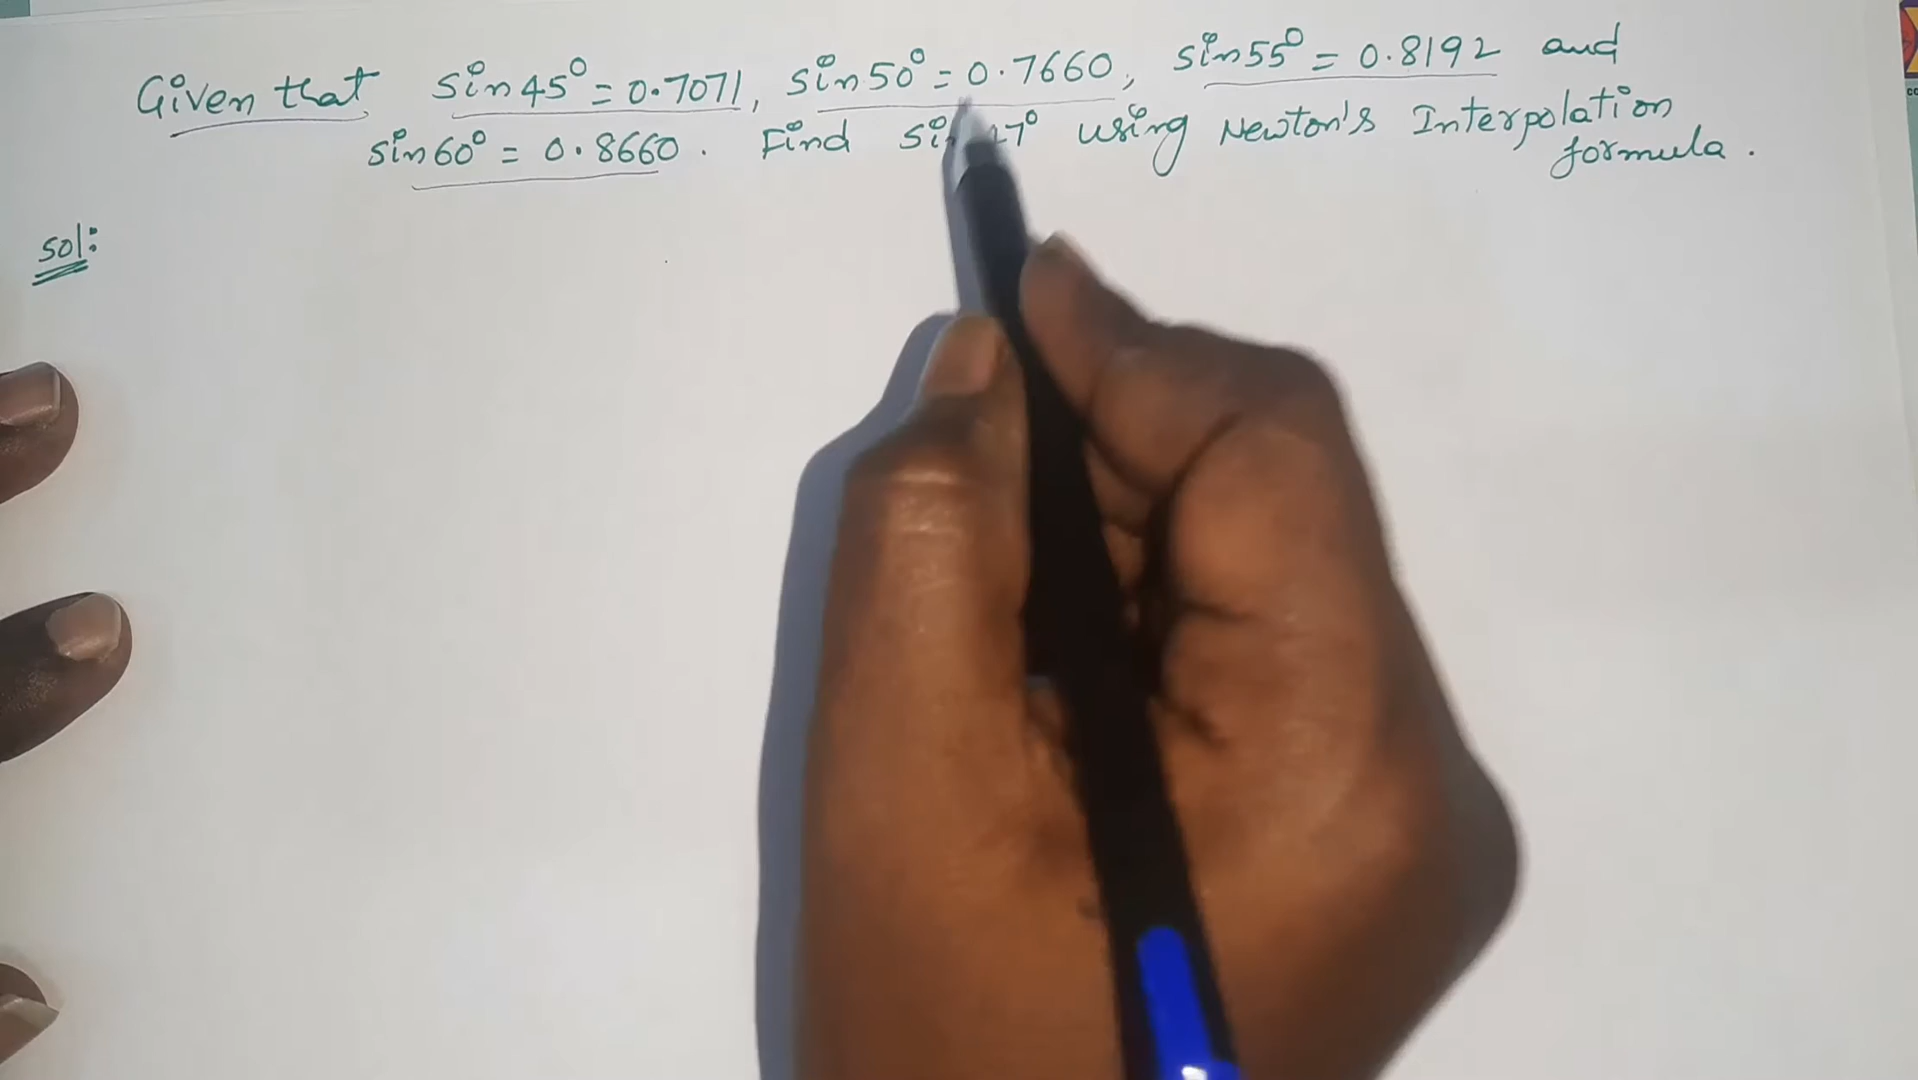 Given that sin 45° = 0.7071, sin 50° = 0.7660, sin 55° = 0.8192 and
sin 60° = 0.8660. Find 7° using Newton's Interpolation
formula.
sol: